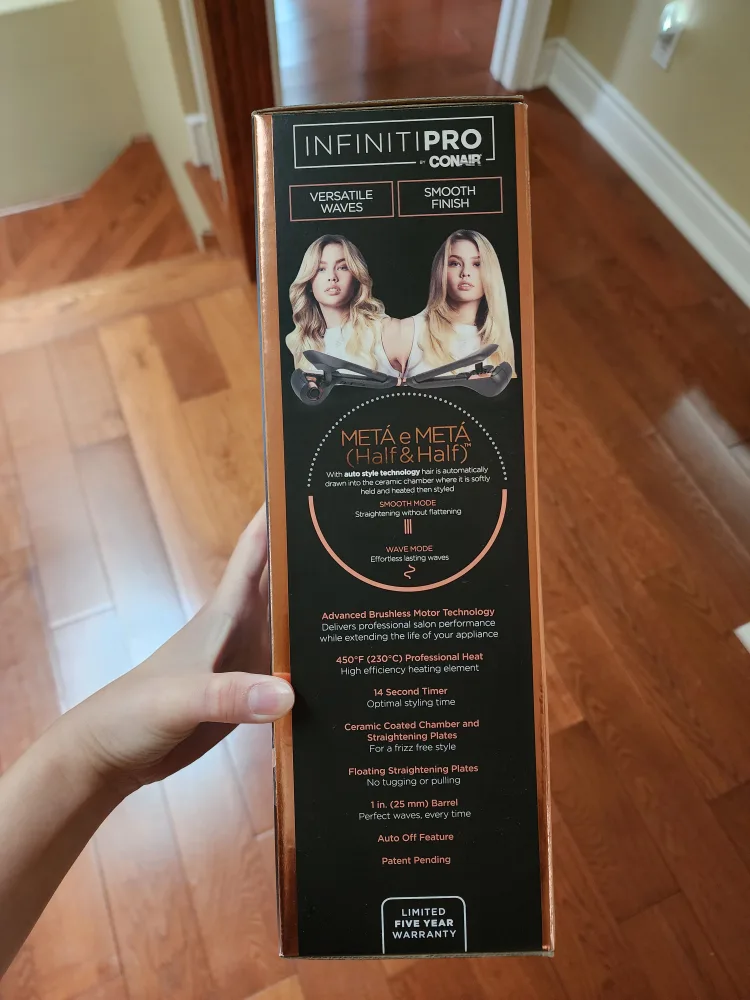 INFINITIPRO
BY CONAIR
VERSATILE
WAVES
SMOOTH
FINISH
METÁ e METÁ
(Half & Half)™
With auto style technology hair is automatically
drawn into the ceramic chamber where it is softly
held and heated then styled
SMOOTH MODE
Straightening without flattening
WAVE MODE
Effortless lasting waves
Advanced Brushless Motor Technology
Delivers professional salon performance
while extending the life of your appliance
450°F (230°C) Professional Heat
High efficiency heating element
14 Second Timer
Optimal styling time
Ceramic Coated Chamber and
Straightening Plates
For a frizz free style
Floating Straightening Plates
No tugging or pulling
1 in. (25 mm) Barrel
Perfect waves, every time
Auto Off Feature
Patent Pending
LIMITED
FIVE YEAR
WARRANTY